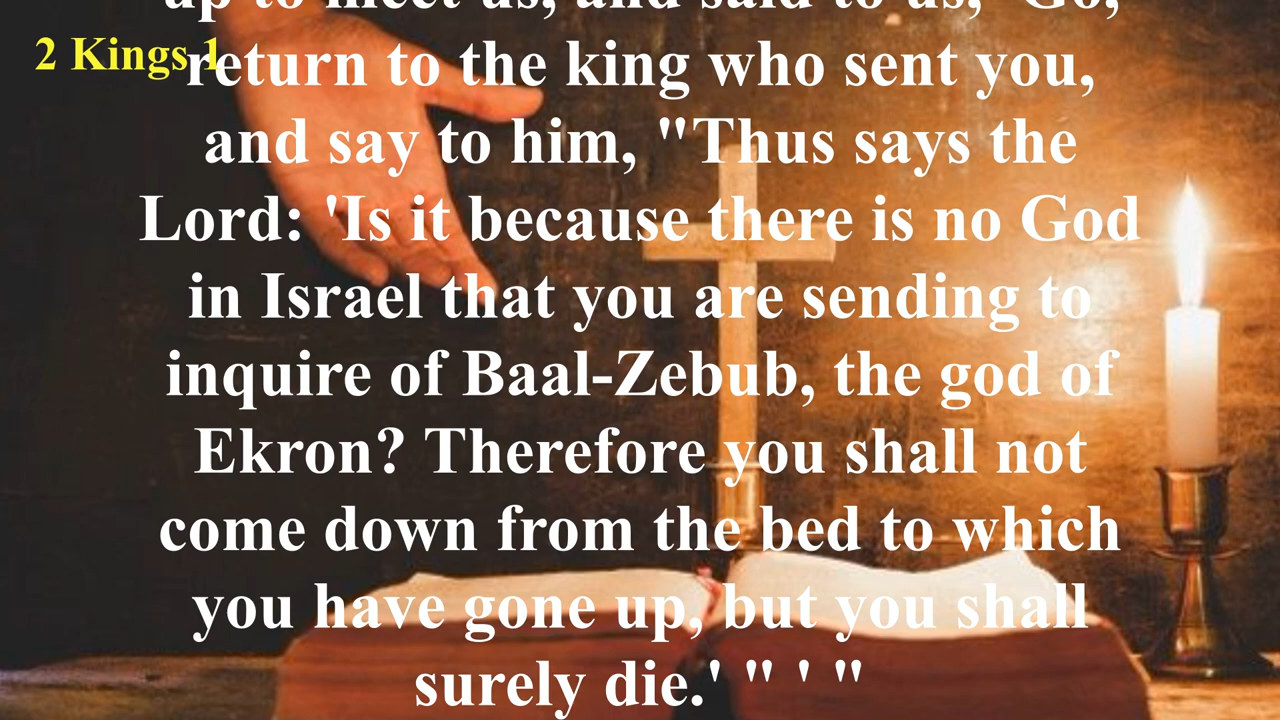 up to meet us, and said to us, "Go,
2 Kings 1
return to the king who sent you,
and say to him, "Thus says the
Lord: 'Is it because there is no God
in Israel that you are sending to
inquire of Baal-Zebub, the god of
Ekron? Therefore you shall not
come down from the bed to which
you have gone up, but you shall
surely die.' " ' "